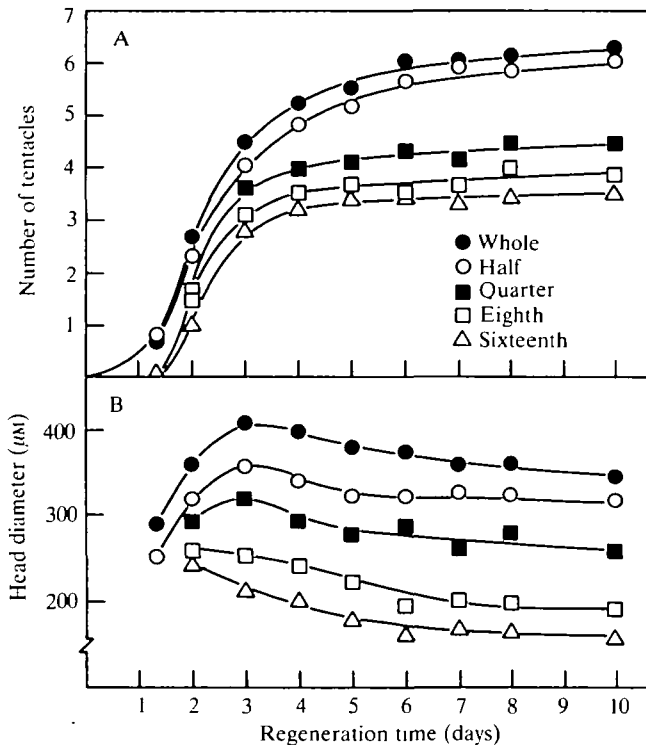 A
7
6
5
4
3
2
1
Number of tentacles
Whole
Half
Quarter
Eighth
Sixteenth
B
400
300
200
Head diameter (µM)
1 2 3 4 5 6 7 8 9 10
Regeneration time (days)